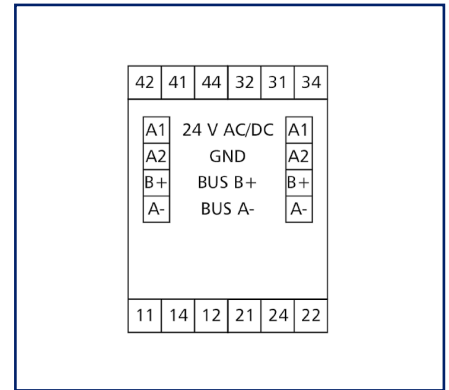 42 41 44 32 31 34
A1 24 V AC/DC A1
A2 GND A2
B+ BUS B+ B+
A- BUS A- A-
11 14 12 21 24 22